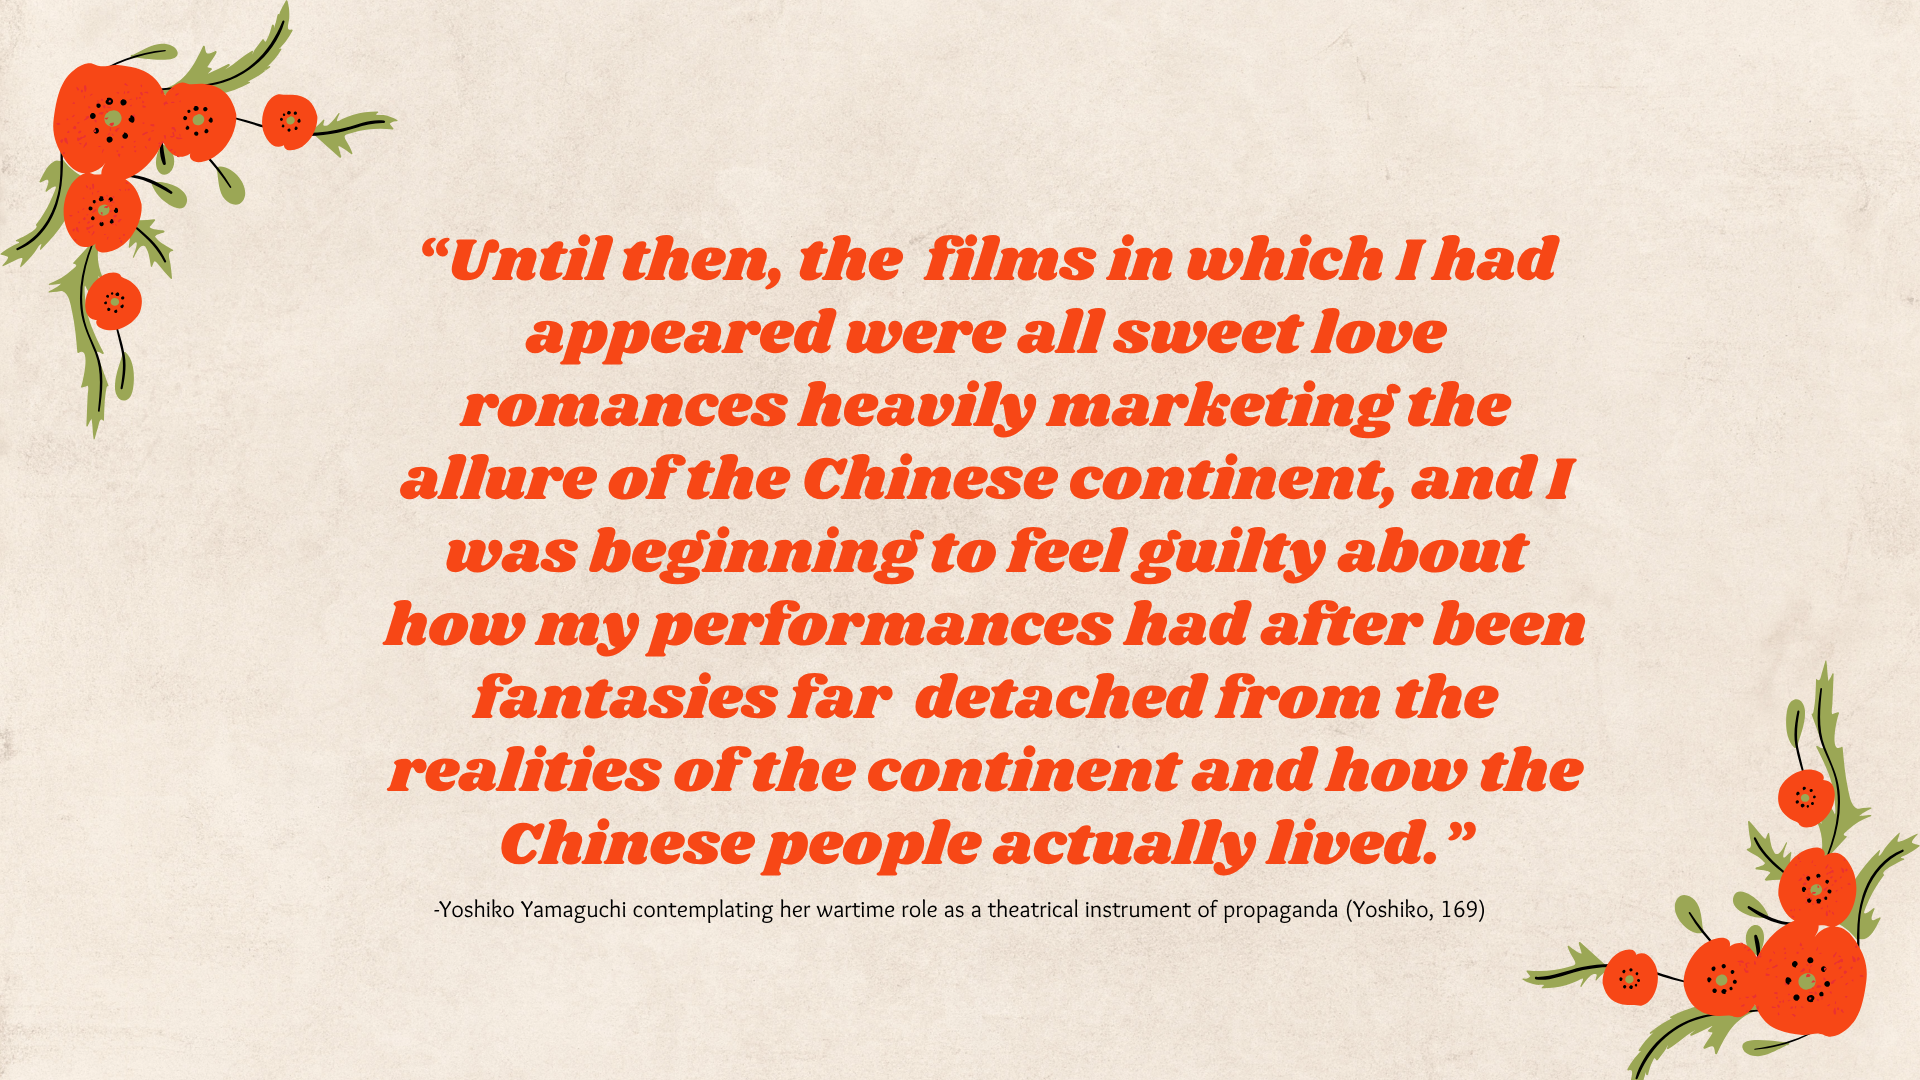 “Until then, the  films in which I had
appeared were all sweet love
romances heavily marketing the
allure of the Chinese continent, and I
was beginning to feel guilty about
how my performances had after been
fantasies far  detached from the
realities of the continent and how the
Chinese people actually lived.”
-Yoshiko Yamaguchi contemplating her wartime role as a theatrical instrument of propaganda (Yoshiko, 169)